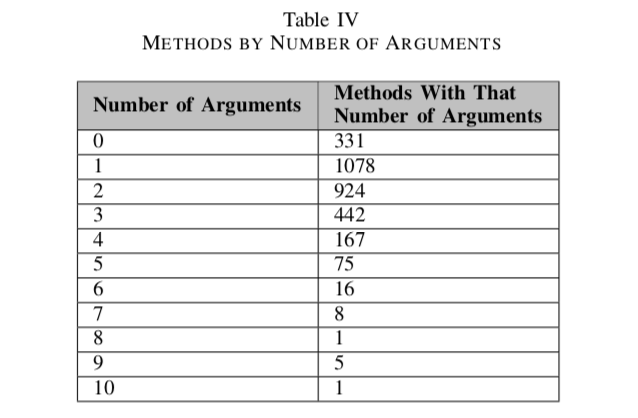 Table IV
METHODS BY NUMBER OF ARGUMENTS
Number of Arguments
Methods With That
Number of Arguments
0 331
1 1078
2 924
3 442
4 167
5 75
6 16
7 8
8 1
9 5
10 1